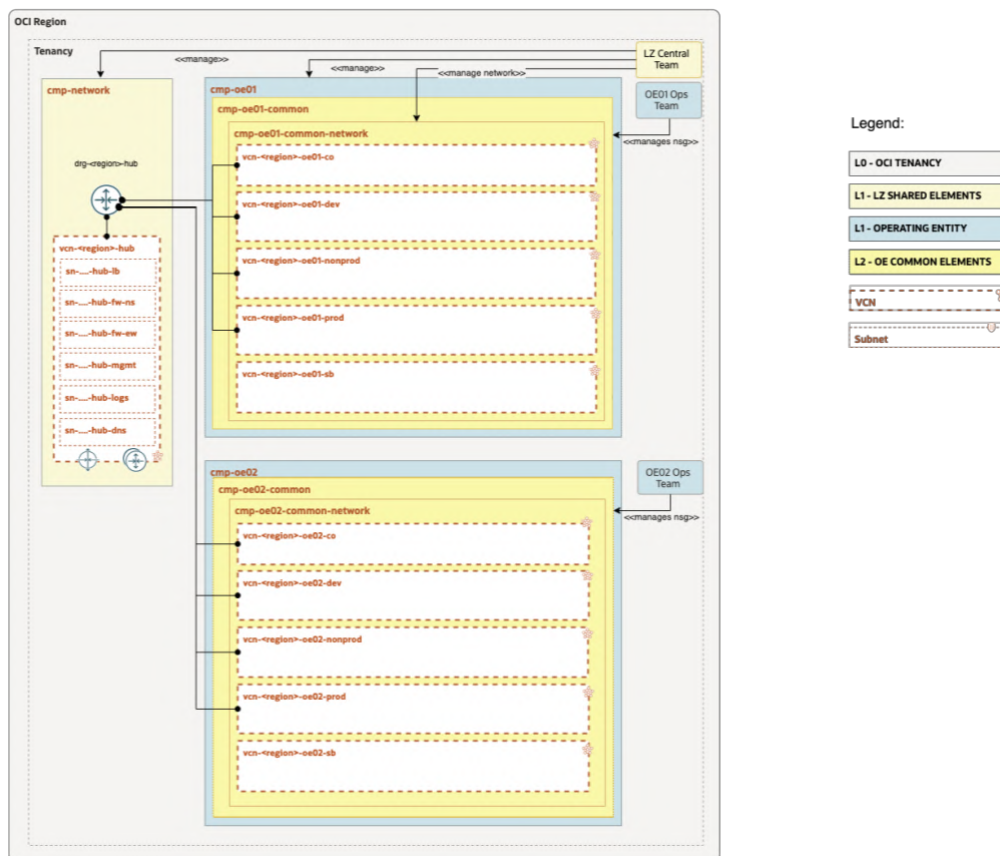 OCI Region
Tenancy
<<manage>>
<<manage>>
<<manage network>>
LZ Central
Team
OE01 Ops
Team
<<manages nsg>>
cmp-network
drg-<region>-hub
vcn-<region>-hub
sn-...-hub-lb
sn-...-hub-fw-ns
sn-...-hub-fw-ew
sn-...-hub-mgmt
sn-...-hub-logs
sn-...-hub-dns
cmp-oe01
cmp-oe01-common
cmp-oe01-common-network
vcn-<region>-oe01-co
vcn-<region>-oe01-dev
vcn-<region>-oe01-nonprod
vcn-<region>-oe01-prod
vcn-<region>-oe01-sb
cmp-oe02
cmp-oe02-common
cmp-oe02-common-network
vcn-<region>-oe02-co
vcn-<region>-oe02-dev
vcn-<region>-oe02-nonprod
vcn-<region>-oe02-prod
vcn-<region>-oe02-sb
OE02 Ops
Team
<<manages nsg>>
Legend:
L0 - OCI TENANCY
L1 - LZ SHARED ELEMENTS
L1 - OPERATING ENTITY
L2 - OE COMMON ELEMENTS
VCN
Subnet